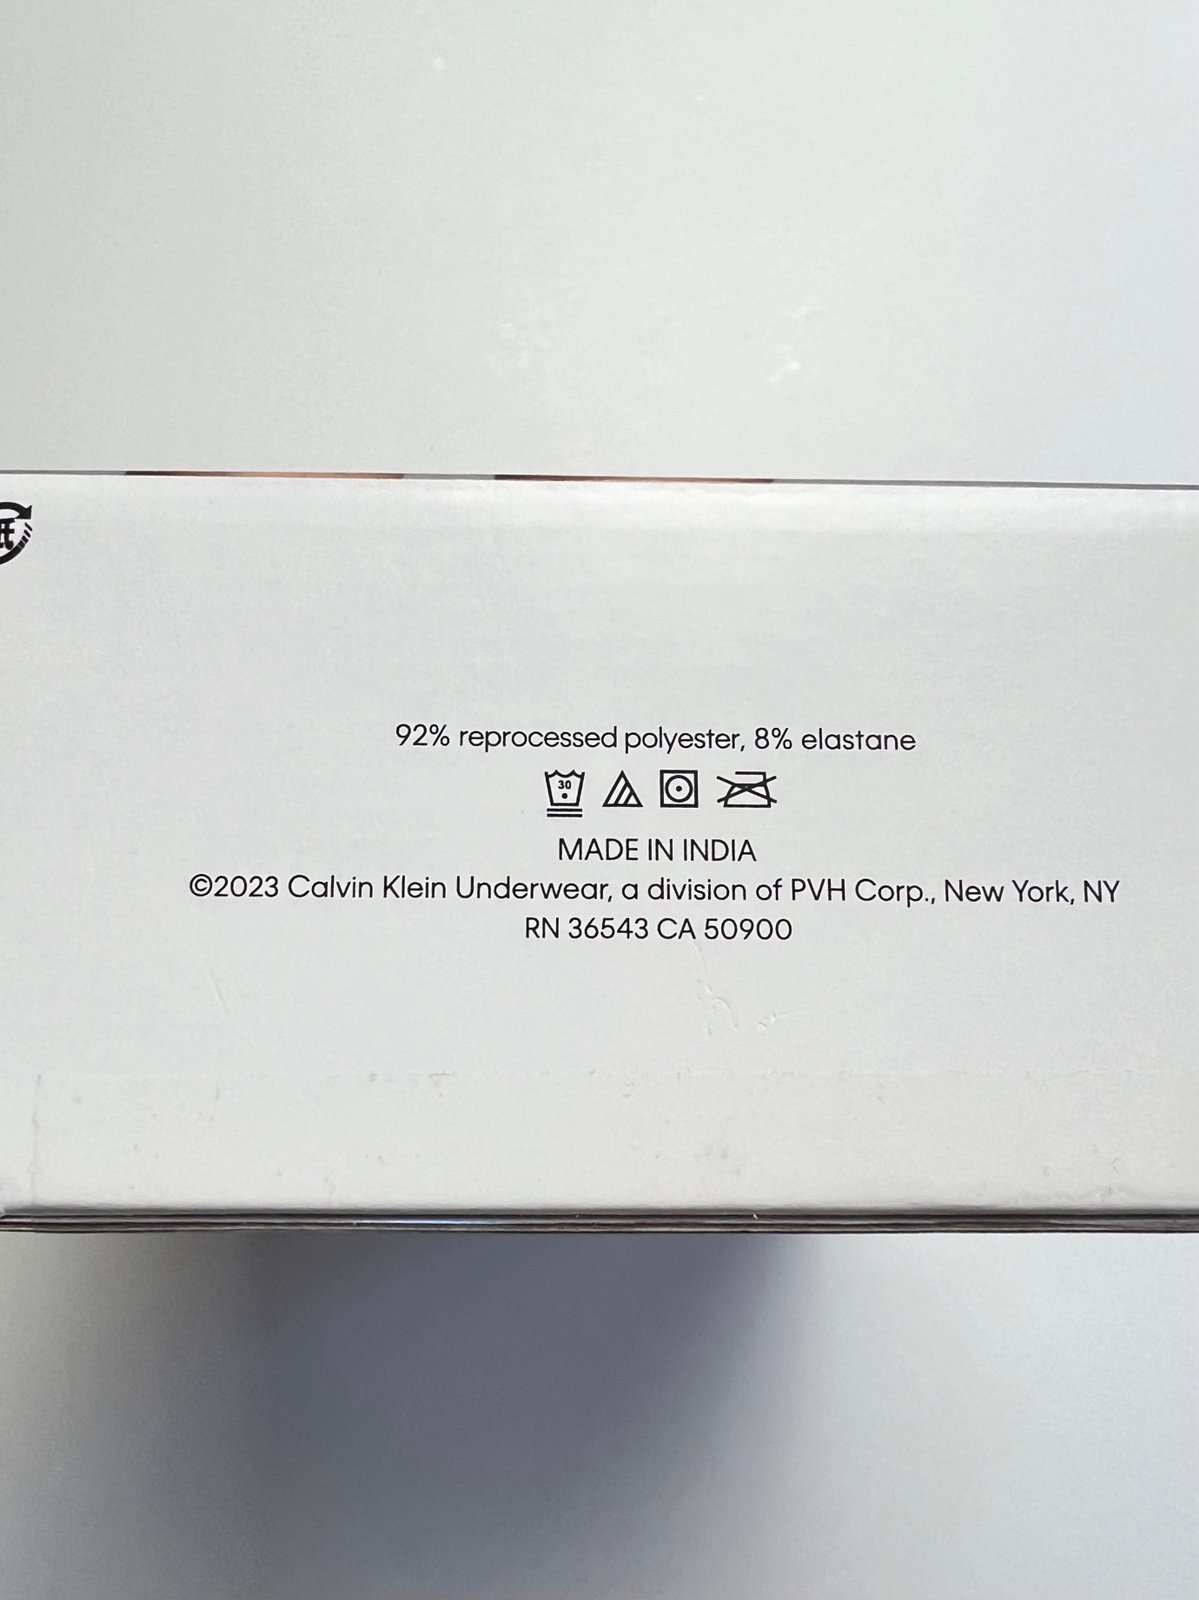 92% reprocessed polyester, 8% elastane
30
MADE IN INDIA
©2023 Calvin Klein Underwear, a division of PVH Corp., New York, NY
RN 36543 CA 50900